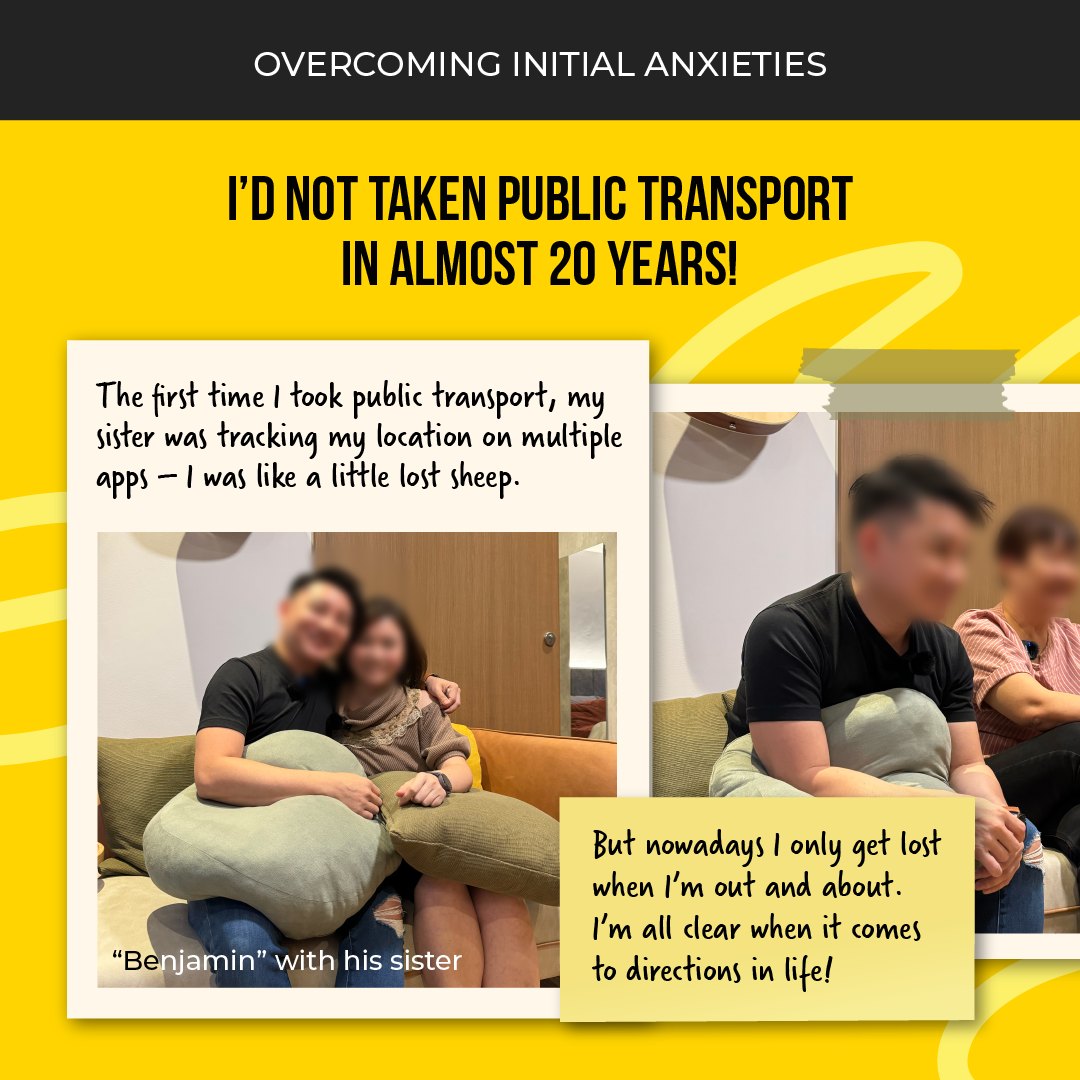 OVERCOMING INITIAL ANXIETIES
I’D NOT TAKEN PUBLIC TRANSPORT
IN ALMOST 20 YEARS!
The first time I took public transport, my
sister was tracking my location on multiple
apps – I was like a little lost sheep.
“Benjamin” with his sister
But nowadays I only get lost
when I’m out and about.
I’m all clear when it comes
to directions in life!